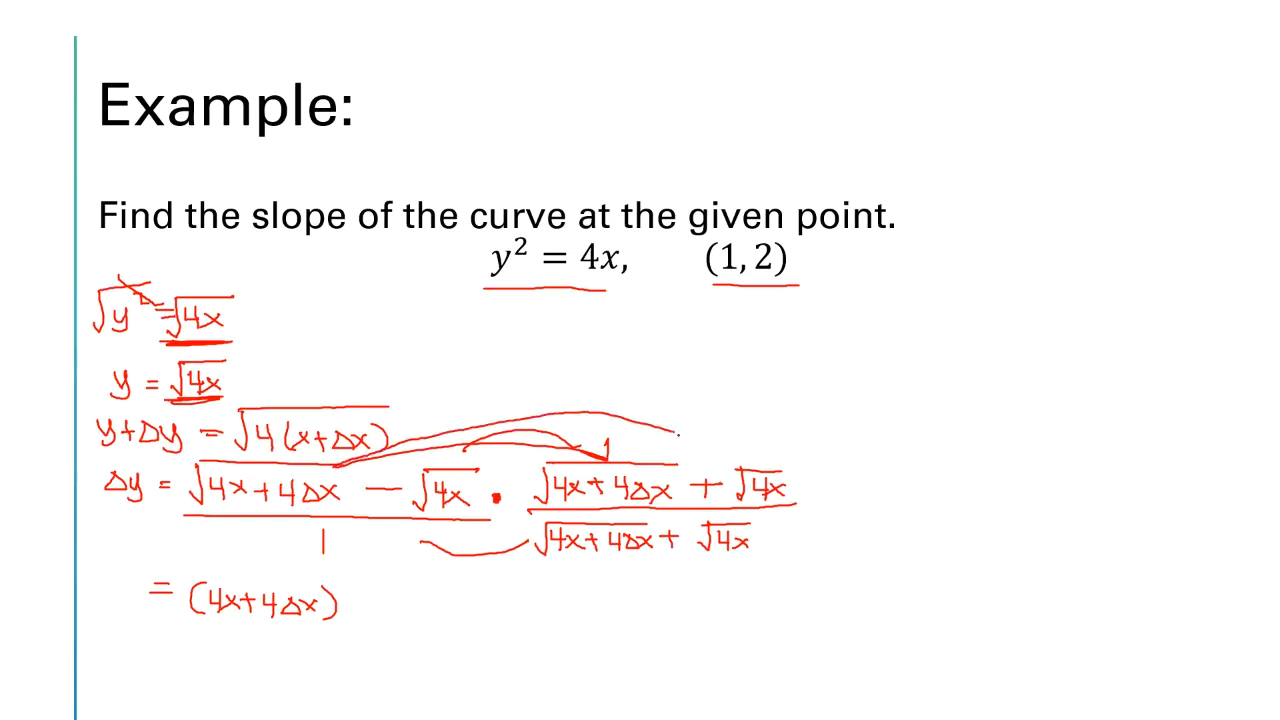 Example:
Find the slope of the curve at the given point.
y² = 4x, (1, 2)
√y² = √4x
y = √4x
y+Δy = √4(x+Δx)
Δy = √4x+4Δx − √4x / 1 · √4x+4Δx + √4x / √4x+4Δx + √4x
= (4x+4Δx)